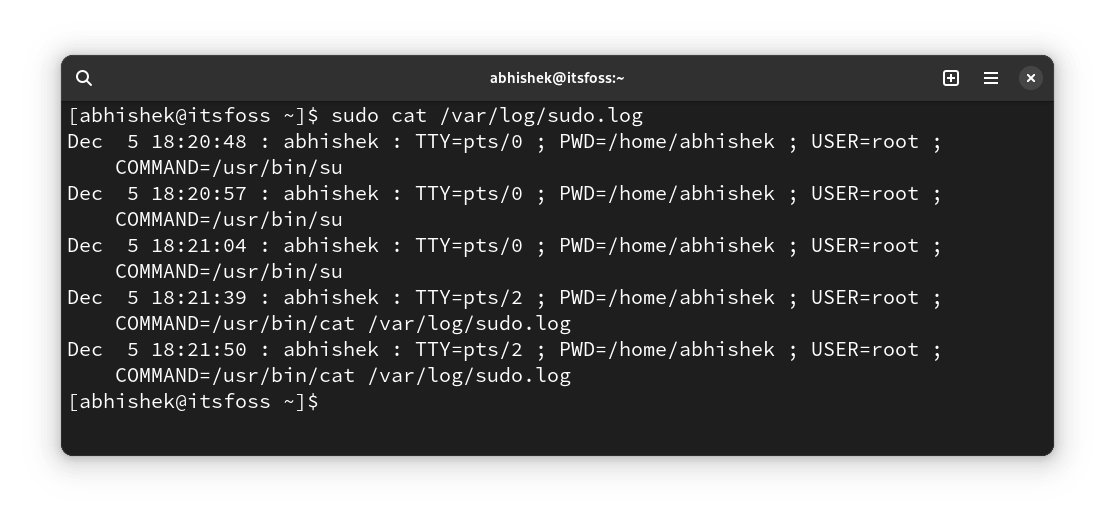 abhishek@itsfoss:~
[abhishek@itsfoss ~]$ sudo cat /var/log/sudo.log
Dec  5 18:20:48 : abhishek : TTY=pts/0 ; PWD=/home/abhishek ; USER=root ;
    COMMAND=/usr/bin/su
Dec  5 18:20:57 : abhishek : TTY=pts/0 ; PWD=/home/abhishek ; USER=root ;
    COMMAND=/usr/bin/su
Dec  5 18:21:04 : abhishek : TTY=pts/0 ; PWD=/home/abhishek ; USER=root ;
    COMMAND=/usr/bin/su
Dec  5 18:21:39 : abhishek : TTY=pts/2 ; PWD=/home/abhishek ; USER=root ;
    COMMAND=/usr/bin/cat /var/log/sudo.log
Dec  5 18:21:50 : abhishek : TTY=pts/2 ; PWD=/home/abhishek ; USER=root ;
    COMMAND=/usr/bin/cat /var/log/sudo.log
[abhishek@itsfoss ~]$